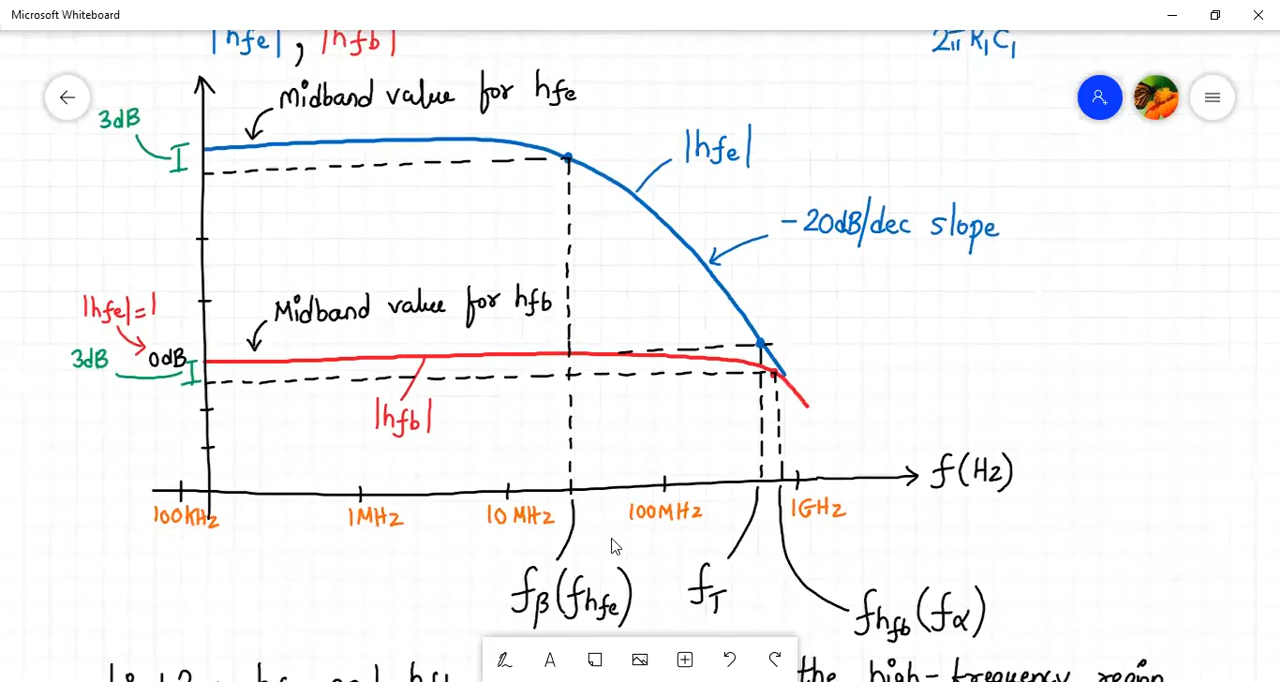 Microsoft Whiteboard
|hfe| , |hfb|
2π R₁C₁
Midband value for hfe
3dB
|hfe|
-20dB/dec slope
Midband value for hfb
|hfe|=1
3dB
0dB
|hfb|
f(Hz)
100KHz 1MHz 10MHz 100MHz 1GHz
fβ(fhfe) fT fhfb(fα)
A
the high-frequency region